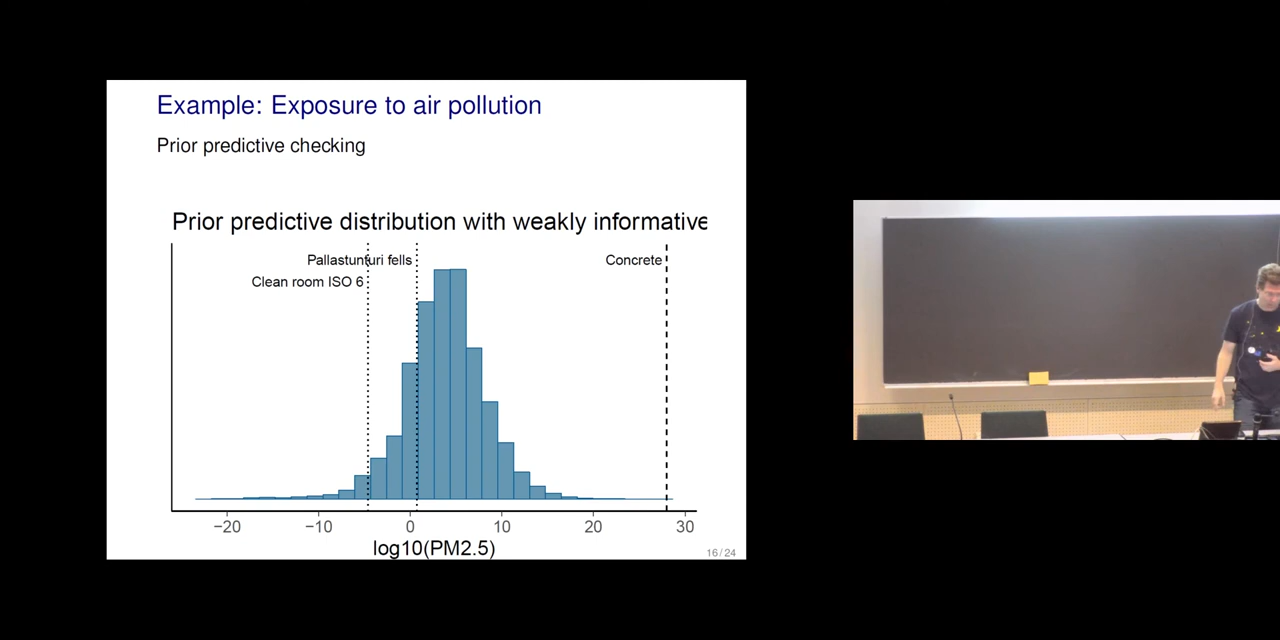 Example: Exposure to air pollution
Prior predictive checking
Prior predictive distribution with weakly informative
Pallastunturi fells
Concrete
Clean room ISO 6
−20 −10 0 10 20 30
log10(PM2.5)
16 / 24